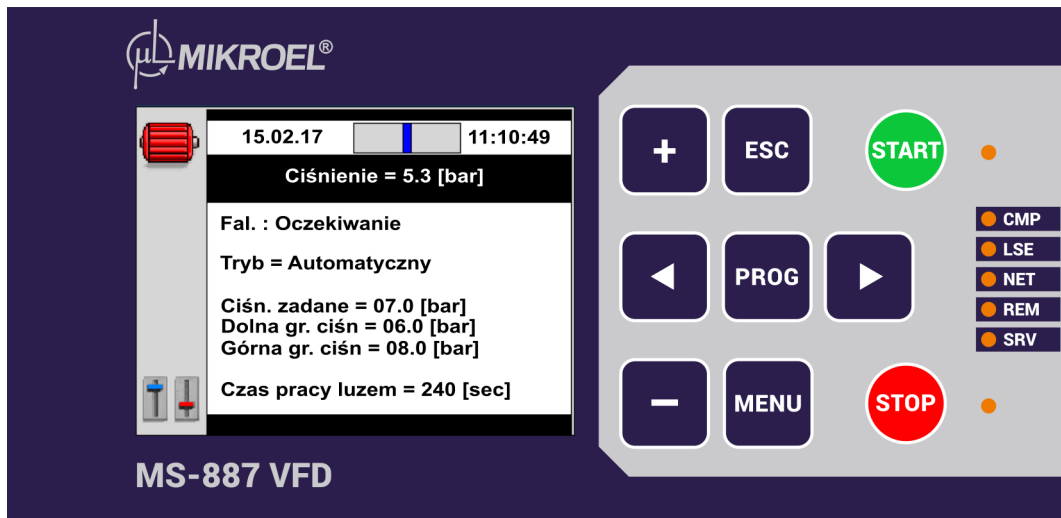 μL MIKROEL®
15.02.17 11:10:49
Ciśnienie = 5.3 [bar]
Fal. : Oczekiwanie
Tryb = Automatyczny
Ciśn. zadane = 07.0 [bar]
Dolna gr. ciśn = 06.0 [bar]
Górna gr. ciśn = 08.0 [bar]
Czas pracy luzem = 240 [sec]
MS-887 VFD
+ ESC START
◀ PROG ▶
− MENU STOP
CMP
LSE
NET
REM
SRV